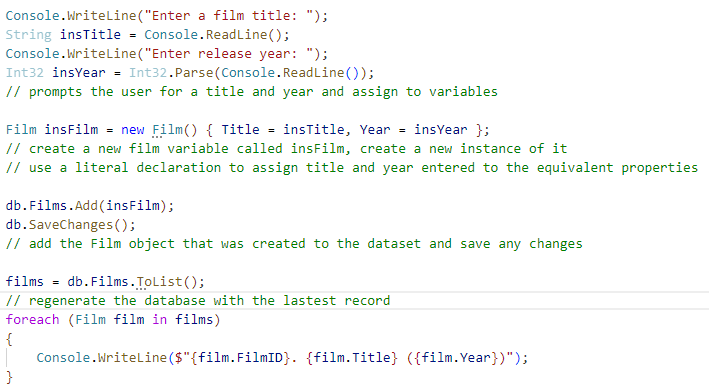 Console.WriteLine("Enter a film title: ");
String insTitle = Console.ReadLine();
Console.WriteLine("Enter release year: ");
Int32 insYear = Int32.Parse(Console.ReadLine());
// prompts the user for a title and year and assign to variables
Film insFilm = new Film() { Title = insTitle, Year = insYear };
// create a new film variable called insFilm, create a new instance of it
// use a literal declaration to assign title and year entered to the equivalent properties
db.Films.Add(insFilm);
db.SaveChanges();
// add the Film object that was created to the dataset and save any changes
films = db.Films.ToList();
// regenerate the database with the lastest record
foreach (Film film in films)
{
Console.WriteLine($"{film.FilmID}. {film.Title} ({film.Year})");
}